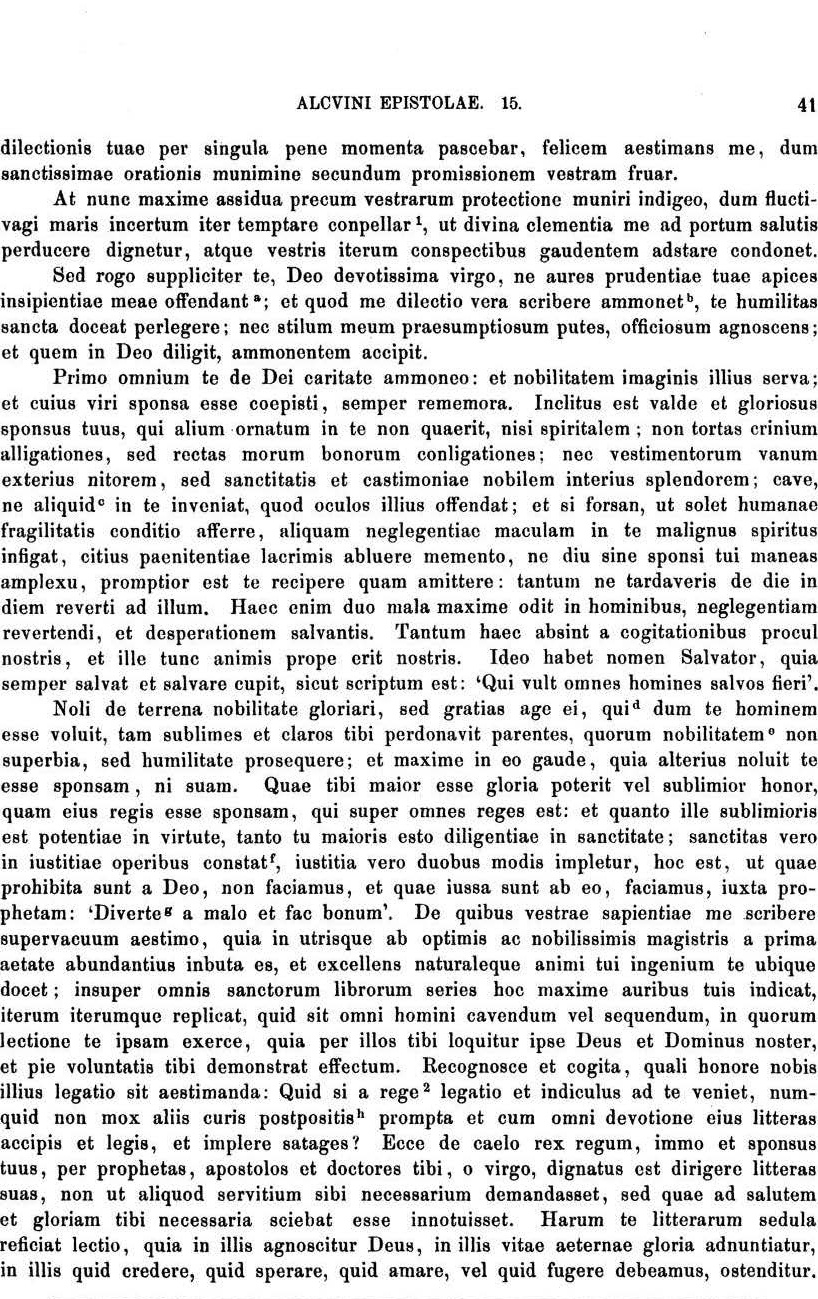 ALCVINI EPISTOLAE. 15. 41
dilectionis tuae per singula pene momenta pascebar, felicem aestimans me, dum
sanctissimae orationis munimine secundum promissionem vestram fruar.
At nunc maxime assidua precum vestrarum protectione muniri indigeo, dum flucti-
vagi maris incertum iter temptare conpellar ¹, ut divina clementia me ad portum salutis
perducere dignetur, atque vestris iterum conspectibus gaudentem adstare condonet.
Sed rogo suppliciter te, Deo devotissima virgo, ne aures prudentiae tuae apices
insipientiae meae offendant ᵃ; et quod me dilectio vera scribere ammonet ᵇ, te humilitas
sancta doceat perlegere; nec stilum meum praesumptiosum putes, officiosum agnoscens;
et quem in Deo diligit, ammonentem accipit.
Primo omnium te de Dei caritate ammoneo: et nobilitatem imaginis illius serva;
et cuius viri sponsa esse coepisti, semper rememora. Inclitus est valde et gloriosus
sponsus tuus, qui alium ornatum in te non quaerit, nisi spiritalem; non tortas crinium
alligationes, sed rectas morum bonorum conligationes; nec vestimentorum vanum
exterius nitorem, sed sanctitatis et castimoniae nobilem interius splendorem; cave,
ne aliquid ᶜ in te inveniat, quod oculos illius offendat; et si forsan, ut solet humanae
fragilitatis conditio afferre, aliquam neglegentiae maculam in te malignus spiritus
infigat, citius paenitentiae lacrimis abluere memento, ne diu sine sponsi tui maneas
amplexu, promptior est te recipere quam amittere: tantum ne tardaveris de die in
diem reverti ad illum. Haec enim duo mala maxime odit in hominibus, neglegentiam
revertendi, et desperationem salvantis. Tantum haec absint a cogitationibus procul
nostris, et ille tunc animis prope erit nostris. Ideo habet nomen Salvator, quia
semper salvat et salvare cupit, sicut scriptum est: ‘Qui vult omnes homines salvos fieri’.
Noli de terrena nobilitate gloriari, sed gratias age ei, qui ᵈ dum te hominem
esse voluit, tam sublimes et claros tibi perdonavit parentes, quorum nobilitatem ᵉ non
superbia, sed humilitate prosequere; et maxime in eo gaude, quia alterius noluit te
esse sponsam, ni suam. Quae tibi maior esse gloria poterit vel sublimior honor,
quam eius regis esse sponsam, qui super omnes reges est: et quanto ille sublimioris
est potentiae in virtute, tanto tu maioris esto diligentiae in sanctitate; sanctitas vero
in iustitiae operibus constat ᶠ, iustitia vero duobus modis impletur, hoc est, ut quae
prohibita sunt a Deo, non faciamus, et quae iussa sunt ab eo, faciamus, iuxta pro-
phetam: ‘Diverte ᵍ a malo et fac bonum’. De quibus vestrae sapientiae me scribere
supervacuum aestimo, quia in utrisque ab optimis ac nobilissimis magistris a prima
aetate abundantius inbuta es, et excellens naturaleque animi tui ingenium te ubique
docet; insuper omnis sanctorum librorum series hoc maxime auribus tuis indicat,
iterum iterumque replicat, quid sit omni homini cavendum vel sequendum, in quorum
lectione te ipsam exerce, quia per illos tibi loquitur ipse Deus et Dominus noster,
et pie voluntatis tibi demonstrat effectum. Recognosce et cogita, quali honore nobis
illius legatio sit aestimanda: Quid si a rege ² legatio et indiculus ad te veniet, num-
quid non mox aliis curis postpositis ʰ prompta et cum omni devotione eius litteras
accipis et legis, et implere satages? Ecce de caelo rex regum, immo et sponsus
tuus, per prophetas, apostolos et doctores tibi, o virgo, dignatus est dirigere litteras
suas, non ut aliquod servitium sibi necessarium demandasset, sed quae ad salutem
et gloriam tibi necessaria sciebat esse innotuisset. Harum te litterarum sedula
reficiat lectio, quia in illis agnoscitur Deus, in illis vitae aeternae gloria adnuntiatur,
in illis quid credere, quid sperare, quid amare, vel quid fugere debeamus, ostenditur.